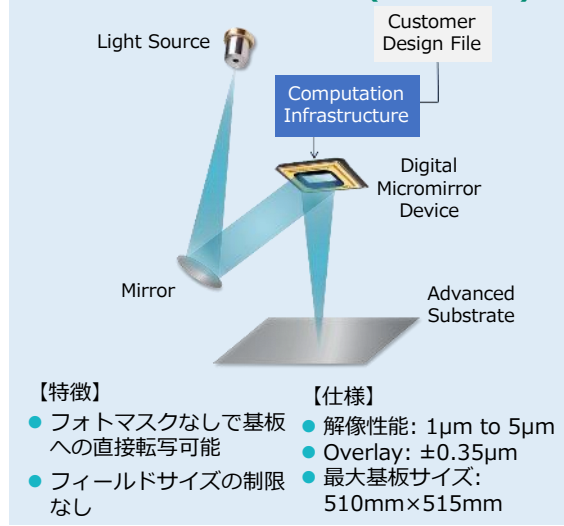 Customer
Design File
Light Source
Computation
Infrastructure
Digital
Micromirror
Device
Mirror
Advanced
Substrate
【特徴】
● フォトマスクなしで基板
への直接転写可能
● フィールドサイズの制限
なし
【仕様】
● 解像性能: 1μm to 5μm
● Overlay: ±0.35μm
● 最大基板サイズ:
510mm×515mm